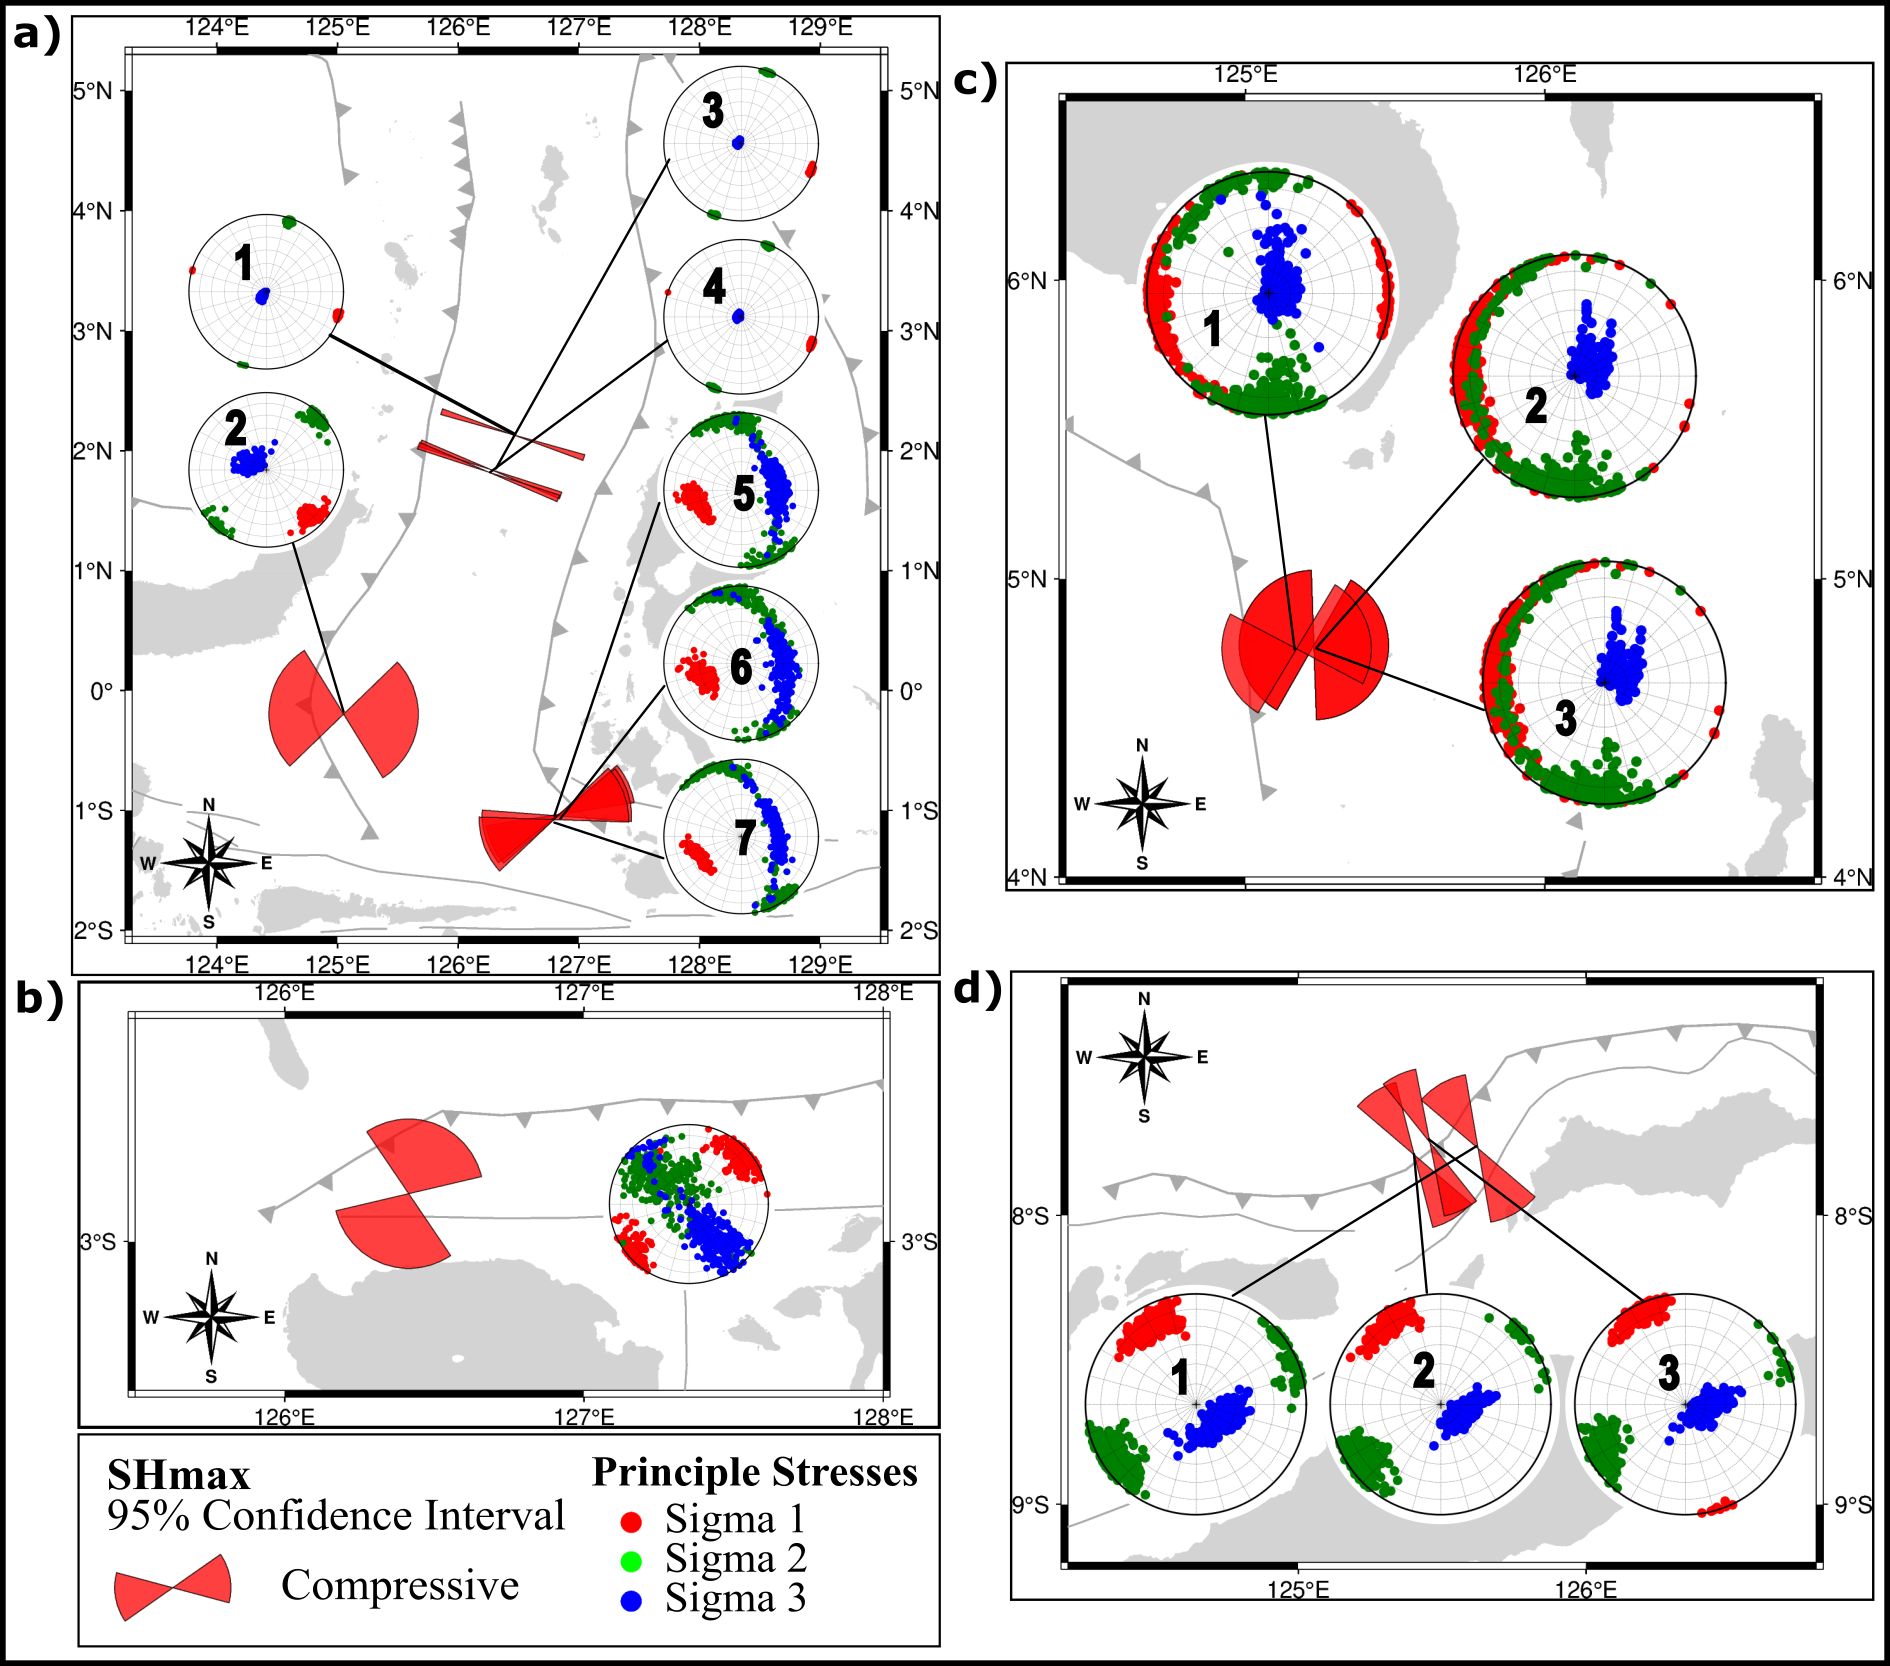 a)
124°E 125°E 126°E 127°E 128°E 129°E
5°N 5°N
4°N 4°N
3°N 3°N
2°N 2°N
1°N 1°N
0° 0°
1°S 1°S
2°S 2°S
1
2
3
4
5
6
7
N
W E
S
124°E 125°E 126°E 127°E 128°E 129°E
b)
126°E 127°E 128°E
3°S 3°S
N
W E
S
126°E 127°E 128°E
c)
125°E 126°E
6°N 6°N
5°N 5°N
4°N 4°N
1
2
3
N
W E
S
d)
N
W E
S
8°S 8°S
9°S 9°S
1 2 3
125°E 126°E
SHmax
95% Confidence Interval
Compressive
Principle Stresses
Sigma 1
Sigma 2
Sigma 3